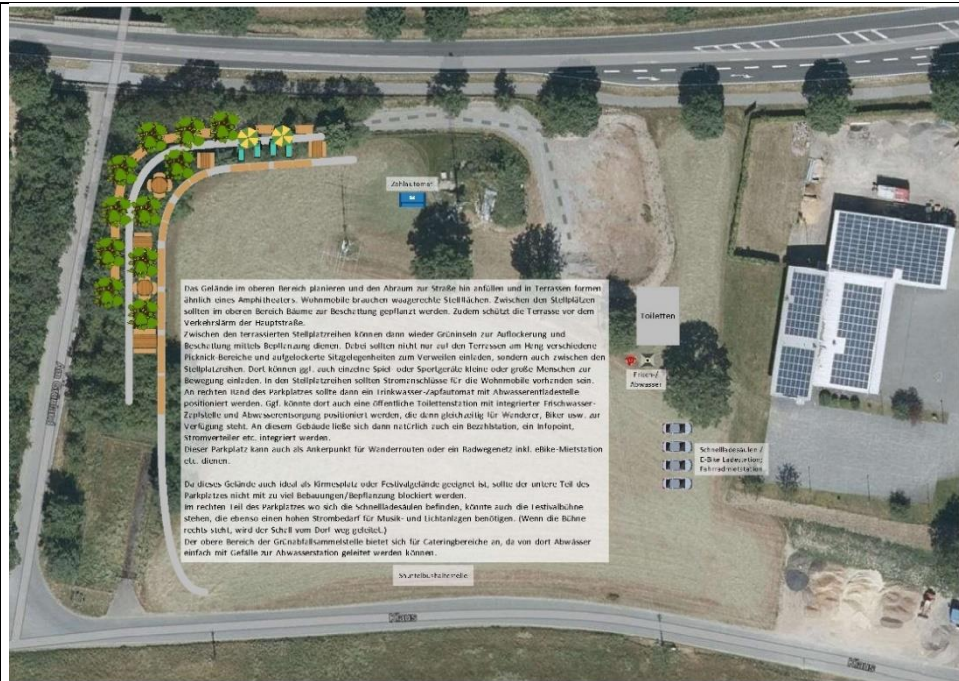 Zahlautomat
Das Gelände im oberen Bereich planieren und den Abraum zur Straße hin anfüllen und in Terrassen formen
ähnlich eines Amphitheaters. Wohnmobile brauchen waagerechte Stellflächen. Zwischen den Stellplätzen
sollten im oberen Bereich Bäume zur Beschattung gepflanzt werden. Zudem schützt die Terrasse vor dem
Verkehrslärm der Hauptstraße.
Zwischen den terrassierten Stellplatzreihen können dann wieder Grüninseln zur Auflockerung und
Beschattung mittels Bepflanzung dienen. Dabei sollten nicht nur auf den Terrassen am Hang verschiedene
Picknick-Bereiche und aufgelockerte Sitzgelegenheiten zum Verweilen einladen, sondern auch zwischen den
Stellplatzreihen. Dort können ggf. auch einzelne Spiel- oder Sportgeräte kleine oder große Menschen zur
Bewegung einladen. In den Stellplatzreihen sollten Stromanschlüsse für die Wohnmobile vorhanden sein.
An rechten Rand des Parkplatzes sollte dann ein Trinkwasser-Zapfautomat mit Abwasserentladestelle
positioniert werden. Ggf. könnte dort auch eine öffentliche Toilettenstation mit integrierter Frischwasser-
Zapfstelle und Abwasserentsorgung positioniert werden, die dann gleichzeitig für Wanderer, Biker usw. zur
Verfügung steht. An diesem Gebäude ließe sich dann natürlich auch ein Bezahlstation, ein Infopoint,
Stromverteiler etc. integriert werden.
Dieser Parkplatz kann auch als Ankerpunkt für Wanderrouten oder ein Radwegenetz inkl. eBike-Mietstation
etc. dienen.
Da dieses Gelände auch ideal als Kirmesplatz oder Festivalgelände geeignet ist, sollte der untere Teil des
Parkplatzes nicht mit zu viel Bebauungen/Bepflanzung blockiert werden.
Im rechten Teil des Parkplatzes wo sich die Schnellladesäulen befinden, könnte auch die Festivalbühne
stehen, die ebenso einen hohen Strombedarf für Musik- und Lichtanlagen benötigen. (Wenn die Bühne
rechts steht, wird der Schall vom Dorf weg geleitet.)
Der obere Bereich der Grünabfallsammelstelle bietet sich für Cateringbereiche an, da von dort Abwässer
einfach mit Gefälle zur Abwasserstation geleitet werden können.
Toiletten
Frisch-/
Abwasser
Schnellladesäulen /
E-Bike Ladestation/
Fahrradmietstation
Shuttelbushaltestelle
Klaus
Klaus